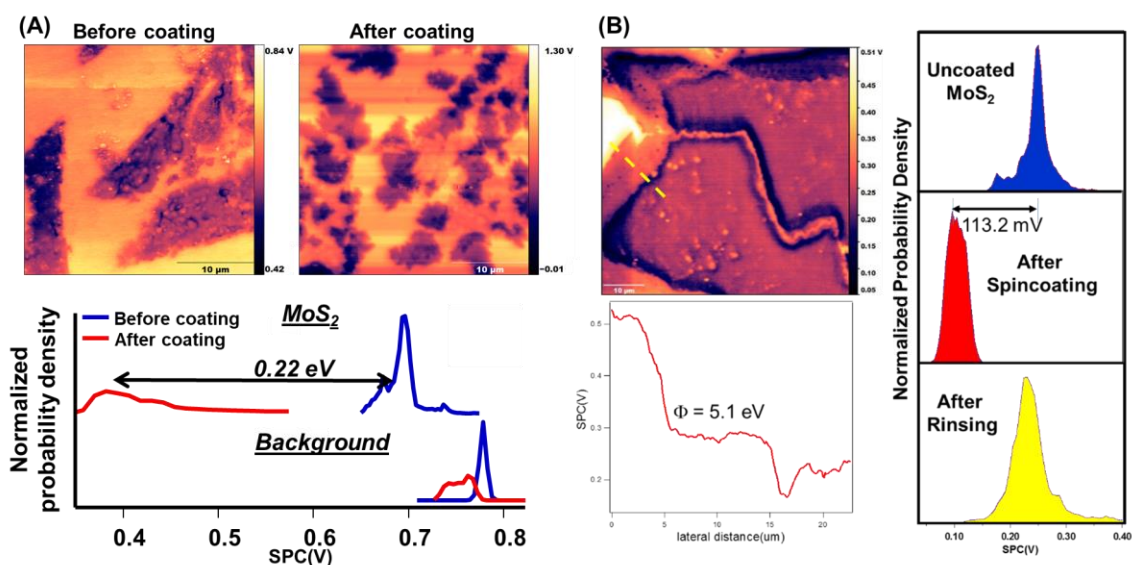 (A)
Before coating
After coating
0.84 V
0.42
10 µm
1.30 V
−0.01
10 µm
Normalized
probability density
Before coating
After coating
MoS2
0.22 eV
Background
0.4
0.5
0.6
0.7
0.8
SPC(V)
(B)
0.51 V
0.45
0.40
0.35
0.30
0.25
0.20
0.15
0.10
0.05
10 µm
SPC(V)
0.5
0.4
0.3
0.2
Φ = 5.1 eV
0
5
10
15
20
lateral distance(um)
Normalized Probability Density
Uncoated
MoS2
113.2 mV
After
Spincoating
After
Rinsing
0.10
0.20
0.30
0.40
SPC(V)